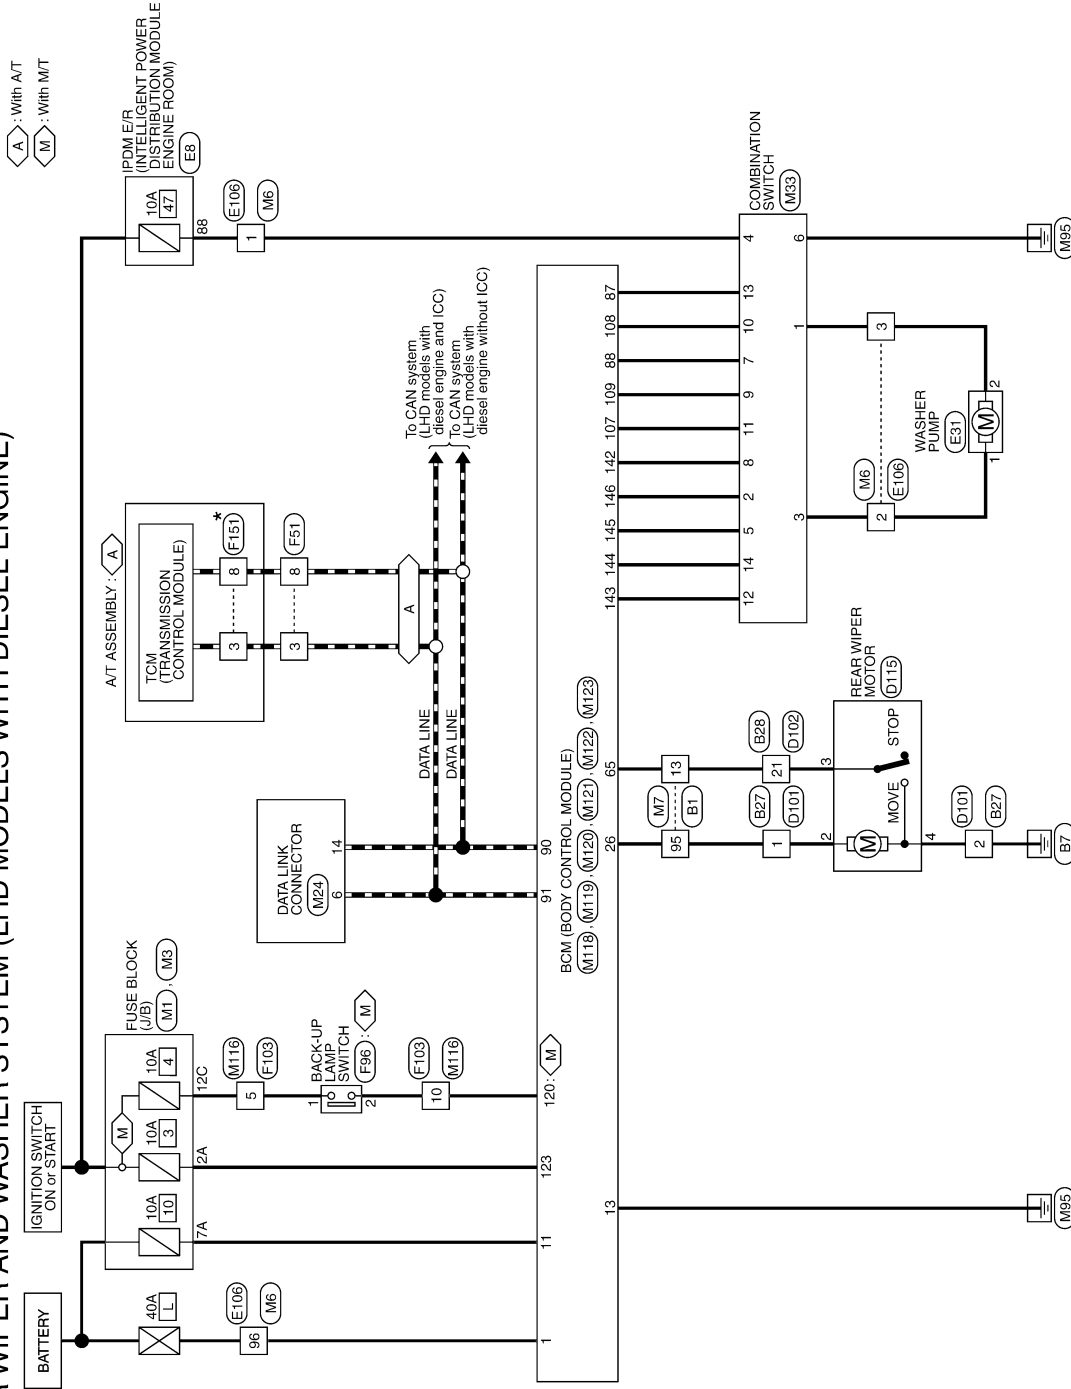 WIPER AND WASHER SYSTEM (LHD MODELS WITH DIESEL ENGINE)
A : With A/T
M : With M/T
BATTERY
IGNITION SWITCH
ON or START
40A
L
E106
96
M6
FUSE BLOCK
(J/B)
M1 , M3
10A
10
10A
3
10A
4
M
7A
2A
12C
M116
5
F103
BACK-UP
LAMP
SWITCH
F96 : M
1
2
F103
10
M116
DATA LINK
CONNECTOR
M24
6
14
A/T ASSEMBLY : A
TCM
(TRANSMISSION
CONTROL MODULE)
3
8
F151
*
3
8
F51
A
DATA LINE
DATA LINE
To CAN system
(LHD models with
diesel engine and ICC)
To CAN system
(LHD models with
diesel engine without ICC)
IPDM E/R
(INTELLIGENT POWER
DISTRIBUTION MODULE
ENGINE ROOM)
E8
10A
47
88
E106
1
M6
1
11
123
120 : M
91
90
BCM (BODY CONTROL MODULE)
M118 , M119 , M120 , M121 , M122 , M123
13
26
65
143
144
145
146
142
107
109
88
108
87
M7
95
13
B1
B27
1
D101
B28
21
D102
REAR WIPER
MOTOR
D115
2
3
M
MOVE
STOP
4
D101
2
B27
B7
12
14
5
2
8
11
9
7
10
13
4
COMBINATION
SWITCH
M33
3
1
6
M6
2
3
E106
WASHER
PUMP
E31
1
M
2
M95
M95